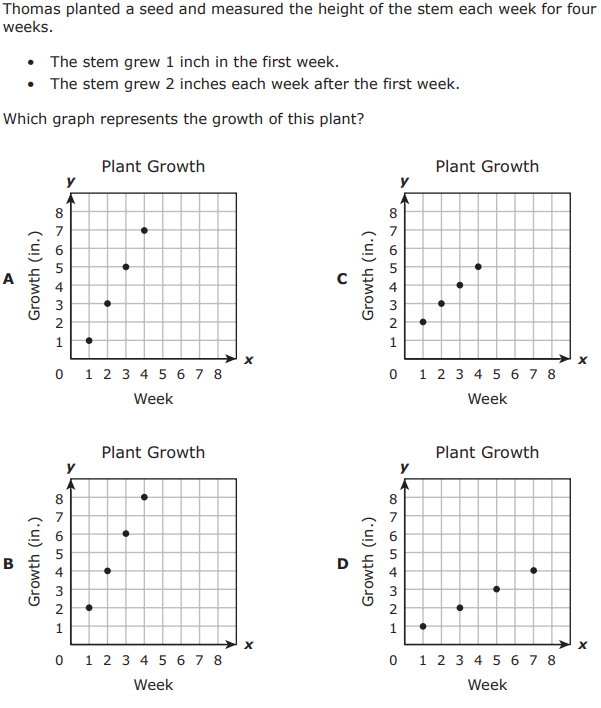 Thomas planted a seed and measured the height of the stem each week for four
weeks.
• The stem grew 1 inch in the first week.
• The stem grew 2 inches each week after the first week.
Which graph represents the growth of this plant?
A
Plant Growth
y
Growth (in.)
8
7
6
5
4
3
2
1
0 1 2 3 4 5 6 7 8
x
Week
B
Plant Growth
y
Growth (in.)
8
7
6
5
4
3
2
1
0 1 2 3 4 5 6 7 8
x
Week
C
Plant Growth
y
Growth (in.)
8
7
6
5
4
3
2
1
0 1 2 3 4 5 6 7 8
x
Week
D
Plant Growth
y
Growth (in.)
8
7
6
5
4
3
2
1
0 1 2 3 4 5 6 7 8
x
Week